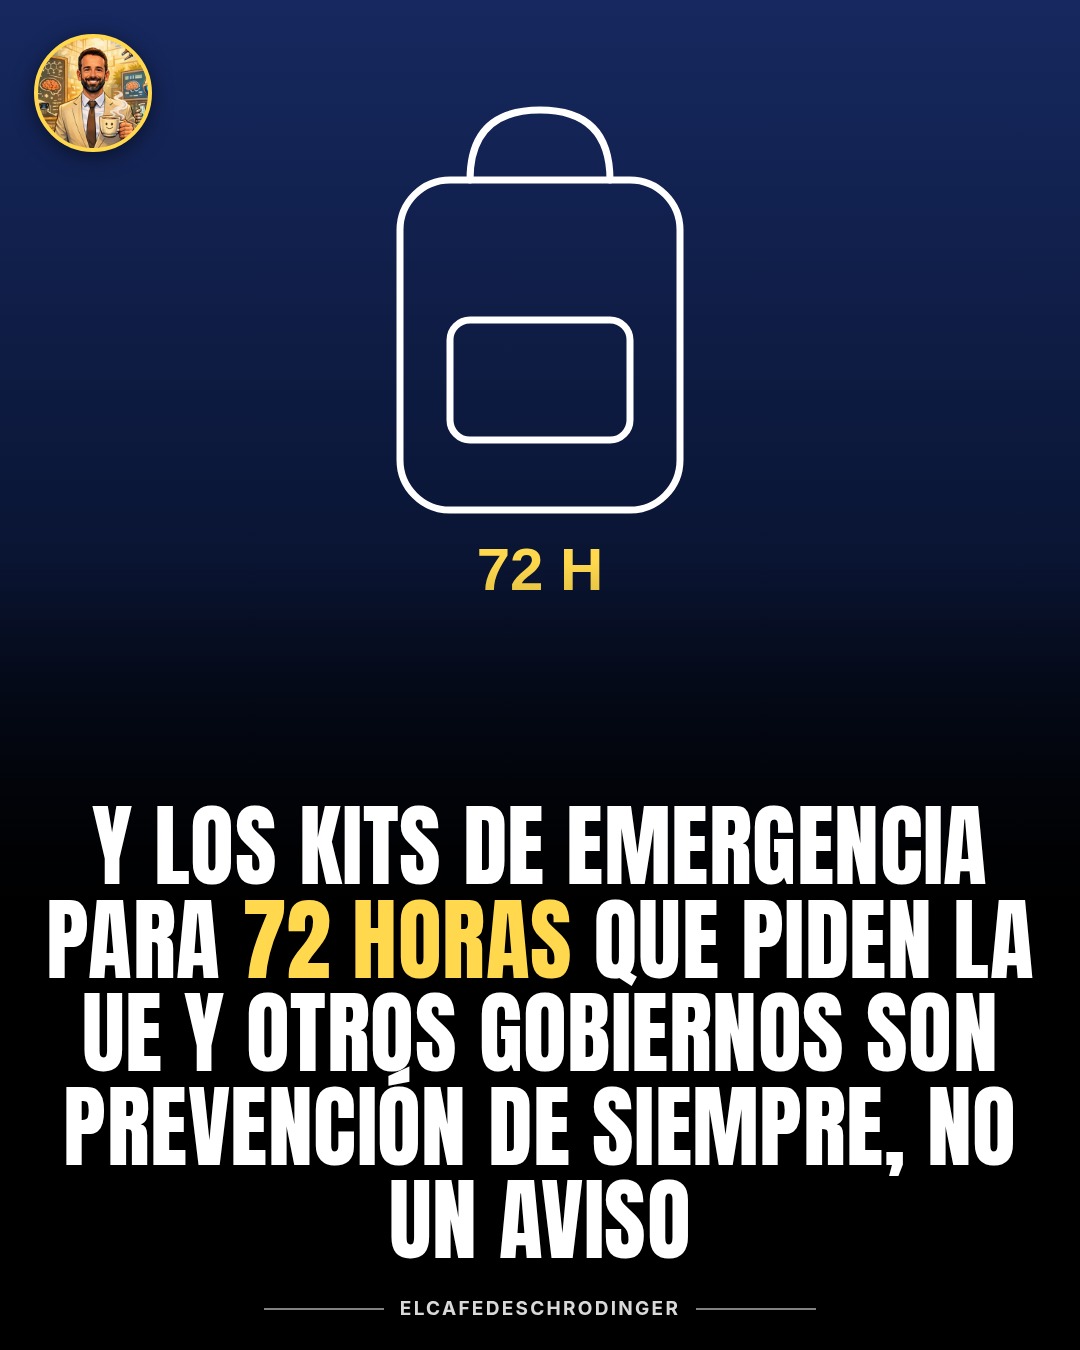 72 H
Y LOS KITS DE EMERGENCIA
PARA 72 HORAS QUE PIDEN LA
UE Y OTROS GOBIERNOS SON
PREVENCIÓN DE SIEMPRE, NO
UN AVISO
ELCAFEDESCHRODINGER